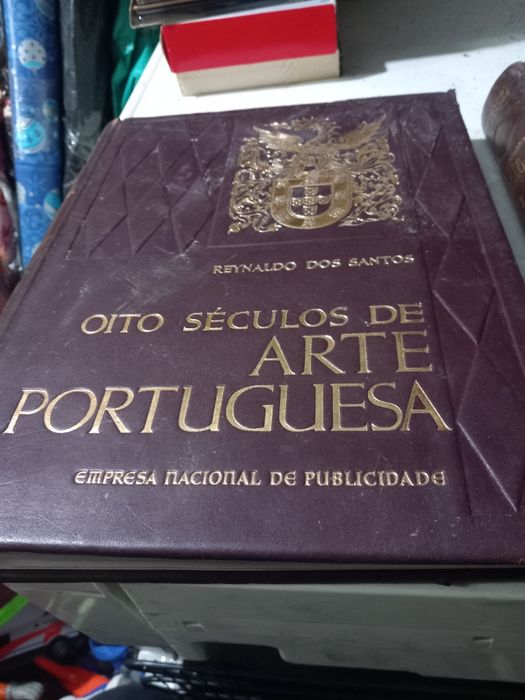 REYNALDO DOS SANTOS
OITO SÉCULOS DE
ARTE
PORTUGUESA
EMPRESA NACIONAL DE PUBLICIDADE